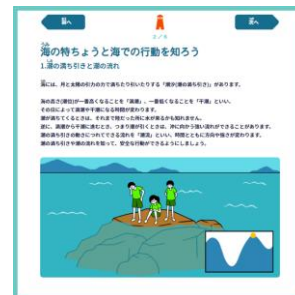 前へ
次へ
2 / 8
海の特ちょうと海での行動を知ろう
1.潮の満ち引きと潮の流れ
海には、月と太陽の引力の力で満ちたり引いたりする「潮汐(潮の満ち引き)」があります。
海の高さ(潮位)が一番高くなることを「満潮」、一番低くなることを「干潮」といい、
その日によって満潮や干潮になる時間が変わります。
潮が満ちてくるときは、それまで陸だった所に水が来るかも知れません。
逆に、満潮から干潮に進むとき、つまり潮が引くときは、沖に向かう強い流れができることがあります。
潮の満ち引きの動きにつれてできる流れを「潮流」といい、時間とともに方向や強さが変わります。
潮の満ち引きや潮の流れを知って、安全な行動ができるようにしましょう。